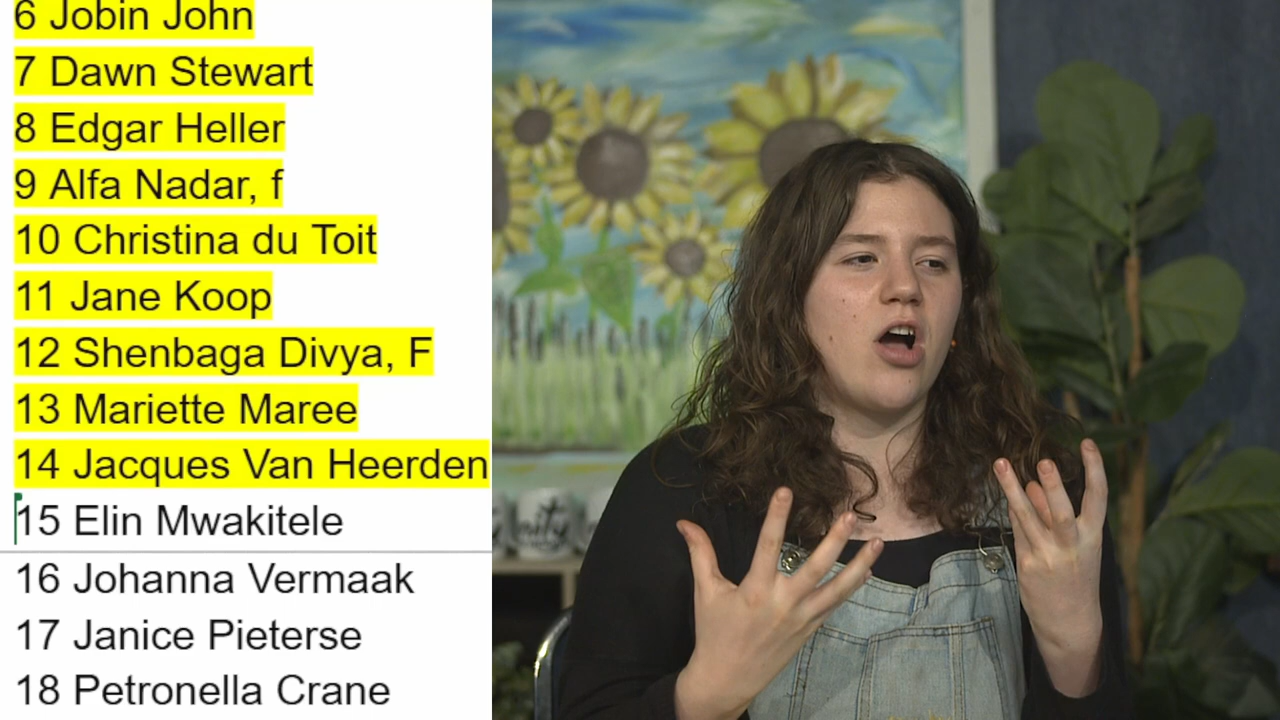 6 Jobin John
7 Dawn Stewart
8 Edgar Heller
9 Alfa Nadar, f
10 Christina du Toit
11 Jane Koop
12 Shenbaga Divya, F
13 Mariette Maree
14 Jacques Van Heerden
15 Elin Mwakitele
16 Johanna Vermaak
17 Janice Pieterse
18 Petronella Crane
city